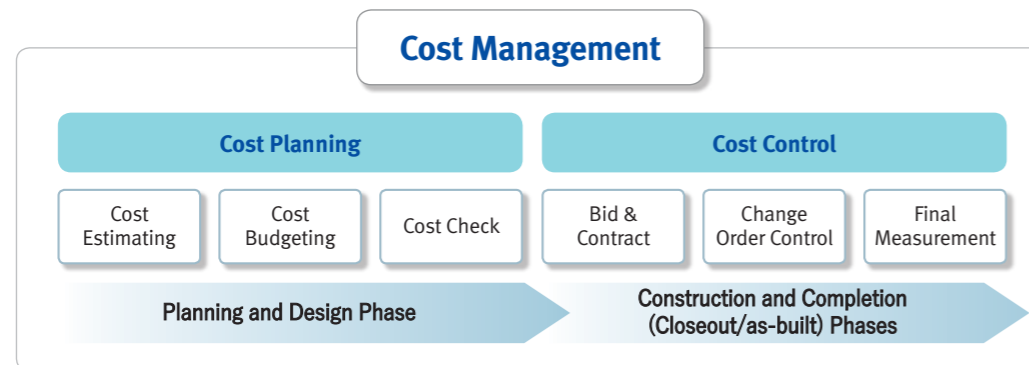 Cost Management
Cost Planning
Cost Control
Cost
Estimating
Cost
Budgeting
Cost Check
Bid &
Contract
Change
Order Control
Final
Measurement
Planning and Design Phase
Construction and Completion
(Closeout/as-built) Phases